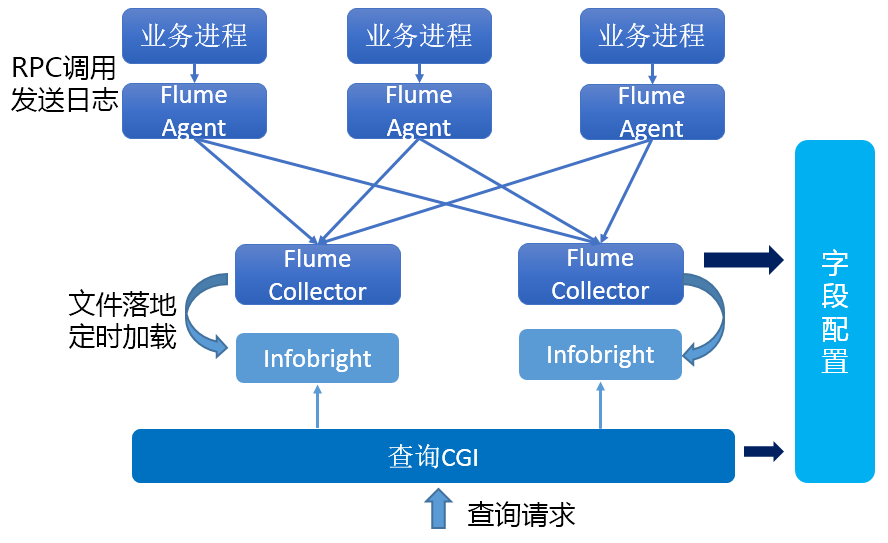 业务进程
业务进程
业务进程
RPC调用
发送日志
Flume
Agent
Flume
Agent
Flume
Agent
Flume
Collector
Flume
Collector
字
段
配
置
文件落地
定时加载
Infobright
Infobright
查询CGI
查询请求